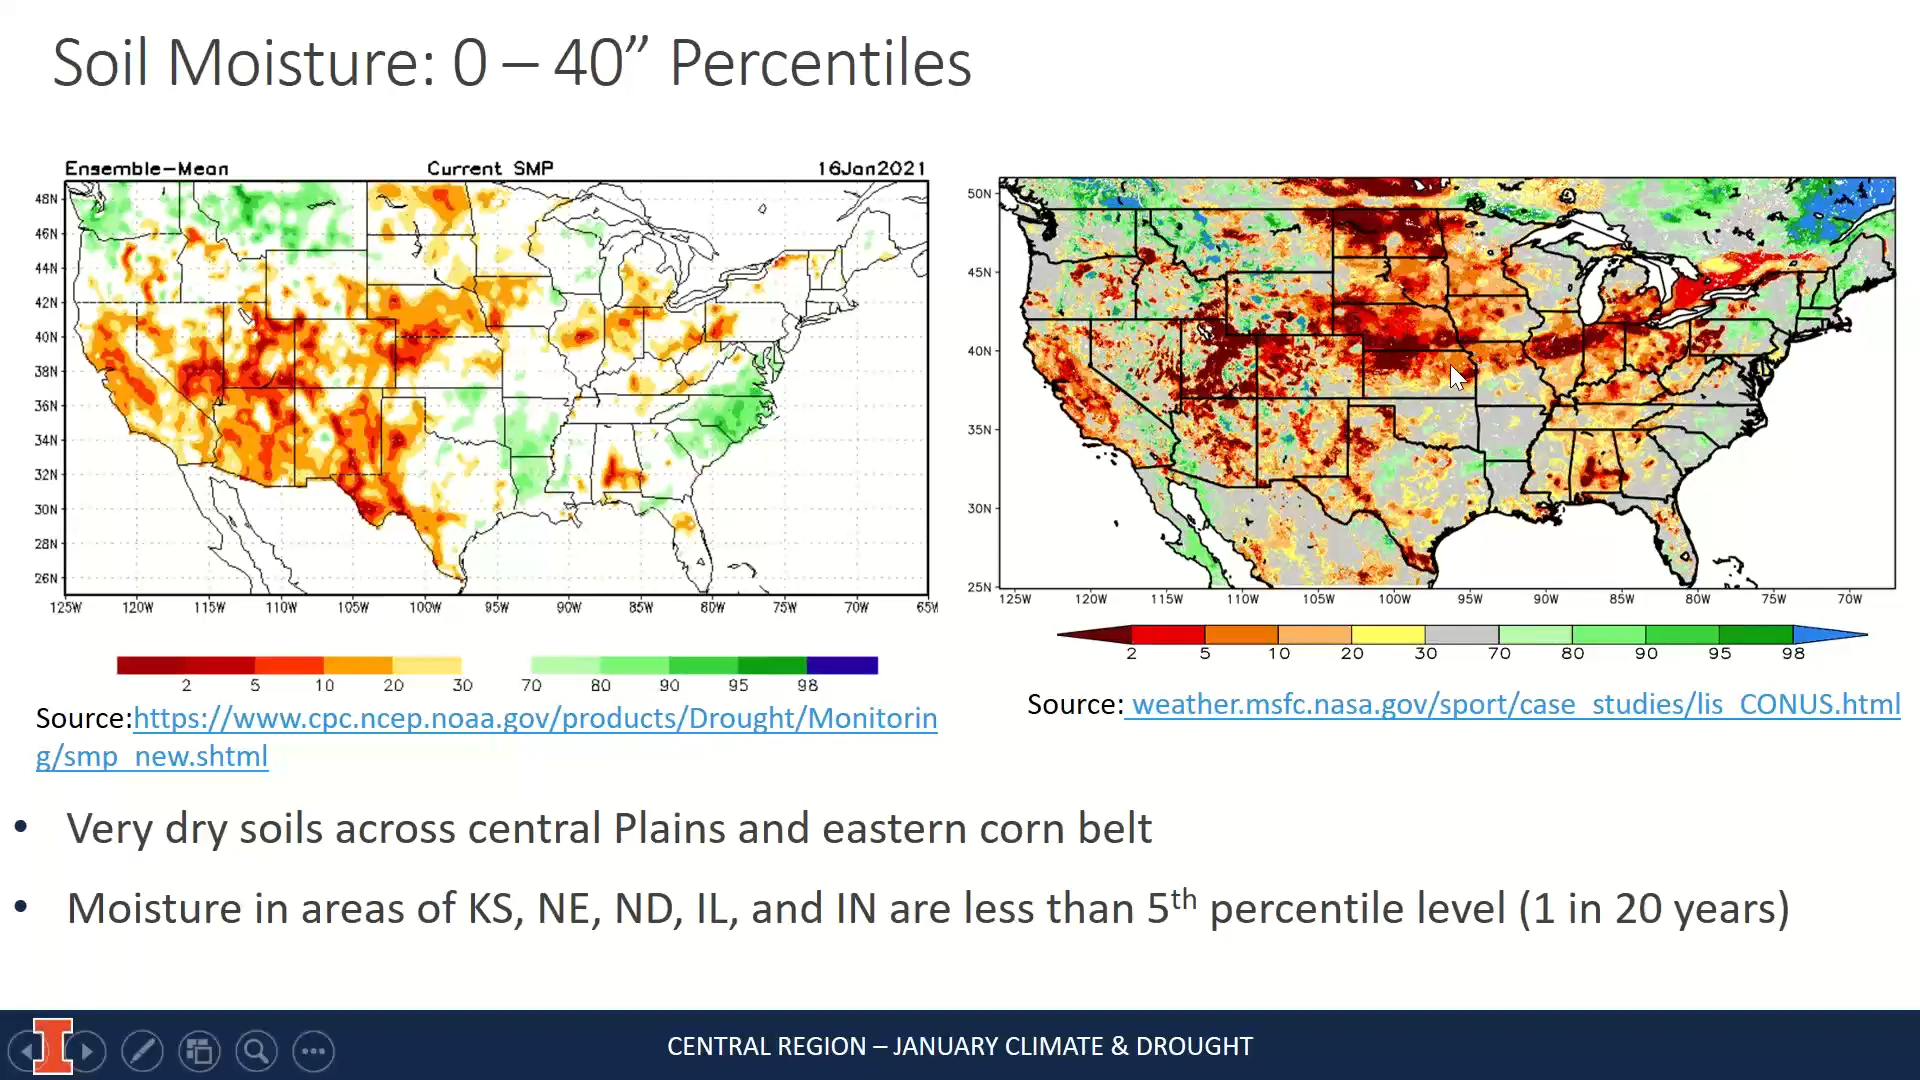 Soil Moisture: 0 – 40” Percentiles
Ensemble-Mean Current SMP 16Jan2021
48N
46N
44N
42N
40N
38N
36N
34N
32N
30N
28N
26N
125W 120W 115W 110W 105W 100W 95W 90W 85W 80W 75W 70W 65W
2 5 10 20 30 70 80 90 95 98
50N
45N
40N
35N
30N
25N
125W 120W 115W 110W 105W 100W 95W 90W 85W 80W 75W 70W
2 5 10 20 30 70 80 90 95 98
Source:https://www.cpc.ncep.noaa.gov/products/Drought/Monitorin
g/smp_new.shtml
Source: weather.msfc.nasa.gov/sport/case_studies/lis_CONUS.html
• Very dry soils across central Plains and eastern corn belt
• Moisture in areas of KS, NE, ND, IL, and IN are less than 5th percentile level (1 in 20 years)
I
CENTRAL REGION – JANUARY CLIMATE & DROUGHT